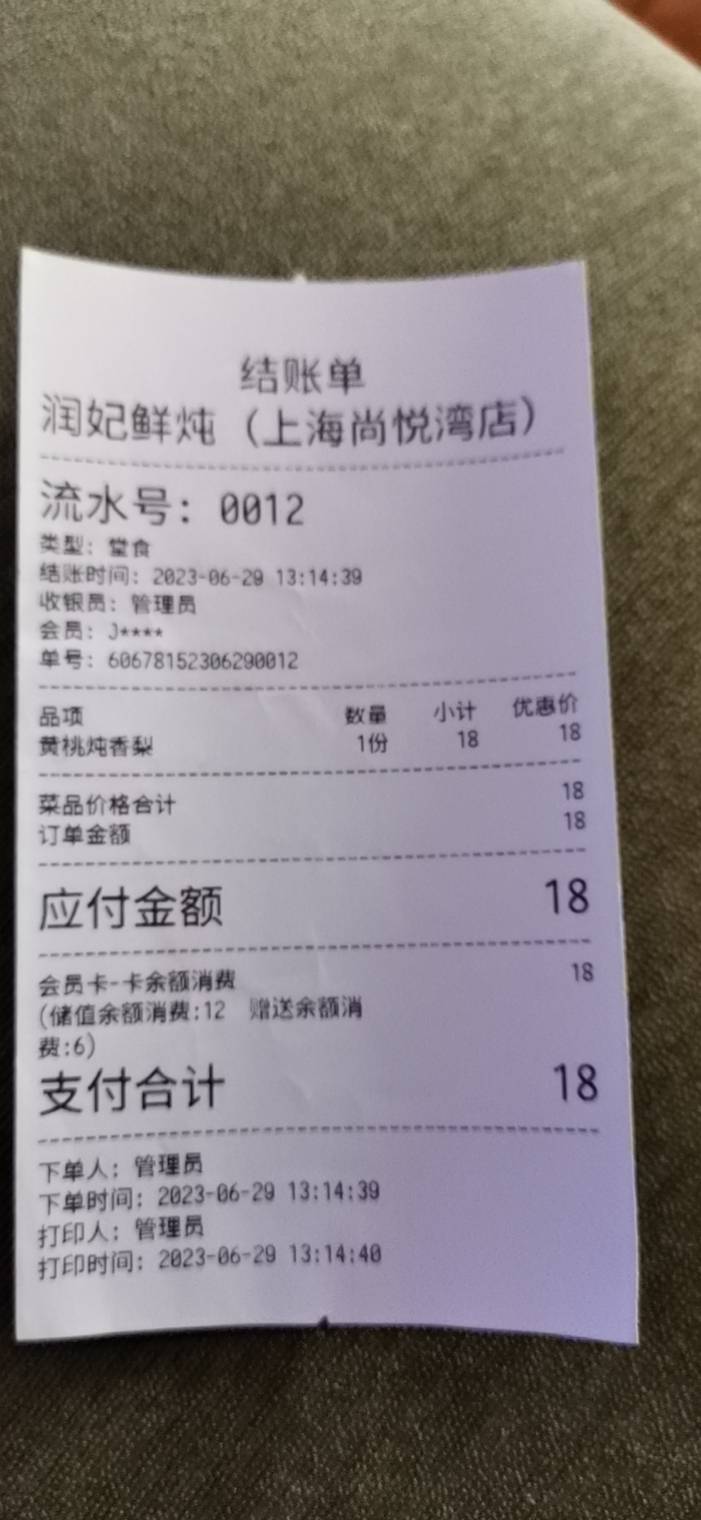 结账单
润妃鲜炖（上海尚悦湾店）
流水号：0012
类型：堂食
结账时间：2023-06-29 13:14:39
收银员：管理员
会员：J****
单号：60678152306290012
品项 数量 小计 优惠价
黄桃炖香梨 1份 18 18
菜品价格合计 18
订单金额 18
应付金额 18
会员卡-卡余额消费 18
(储值余额消费:12 赠送余额消
费:6)
支付合计 18
下单人：管理员
下单时间：2023-06-29 13:14:39
打印人：管理员
打印时间：2023-06-29 13:14:40